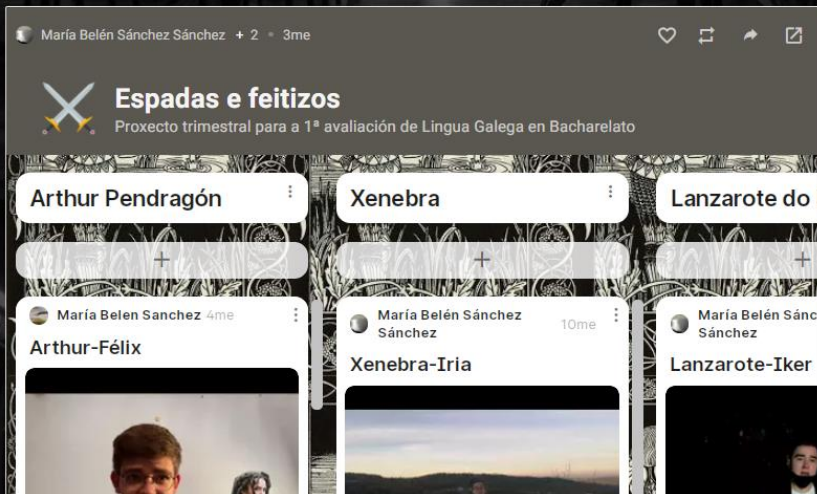 María Belén Sánchez Sánchez + 2 • 3me
Espadas e feitizos
Proxecto trimestral para a 1ª avaliación de Lingua Galega en Bacharelato
Arthur Pendragón
Xenebra
Lanzarote do
+
+
+
María Belen Sanchez 4me
Arthur-Félix
María Belén Sánchez
Sánchez
10me
Xenebra-Iria
María Belén Sánc
Sánchez
Lanzarote-Iker